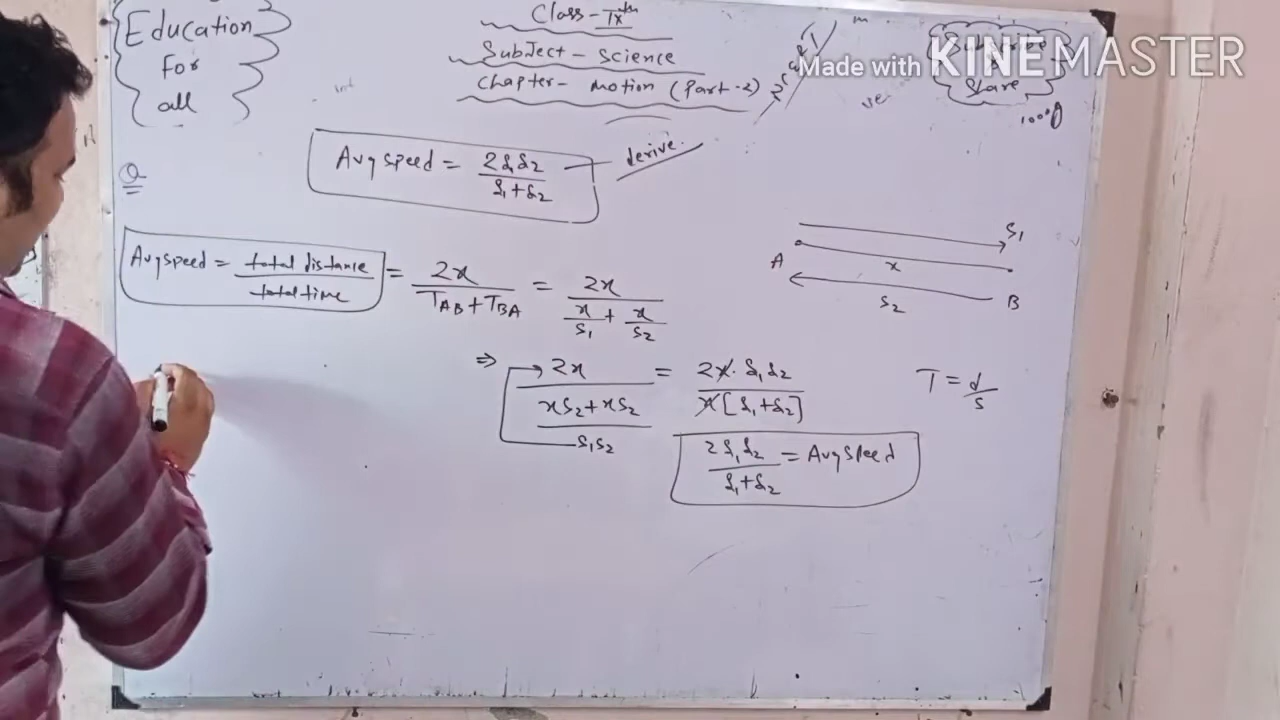 Education
For
all
Class - IXth
Subject - Science
Chapter - Motion (Part-2)
Made with KINEMASTER
Share
Avg speed = 2S1S2 / S1+S2 — derive.
Q
Avg speed = total distance / total time = 2x / TAB + TBA = 2x / x/S1 + x/S2
⇒ 2x / xS2 + xS2 / S1S2 = 2x · S1S2 / x[S1+S2]
2S1S2 / S1+S2 = Avg speed
S1
A x B
S2
T = d/s